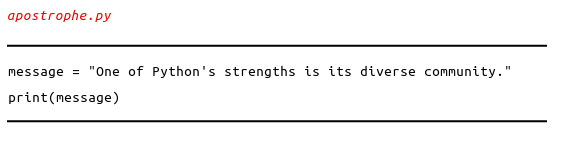 apostrophe.py
message = "One of Python's strengths is its diverse community."
print(message)